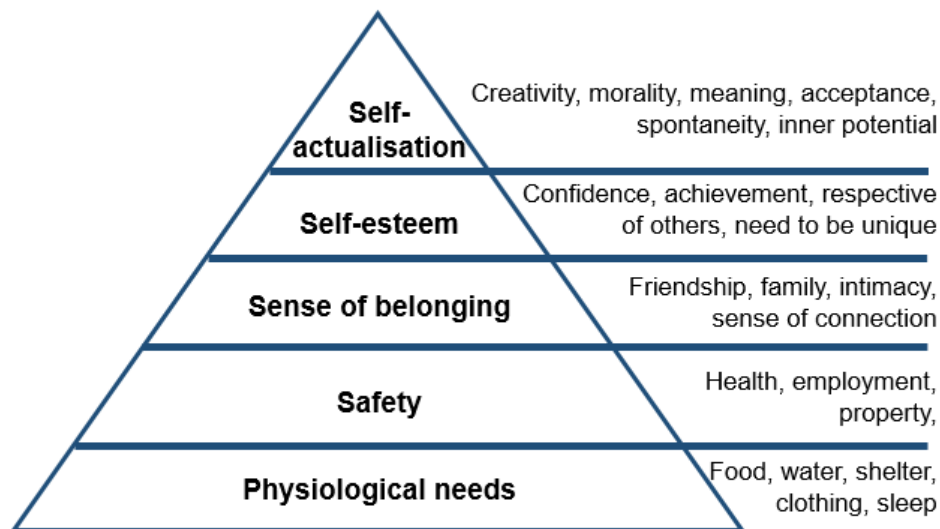 Self-
actualisation
Creativity, morality, meaning, acceptance,
spontaneity, inner potential
Self-esteem
Confidence, achievement, respective
of others, need to be unique
Sense of belonging
Friendship, family, intimacy,
sense of connection
Safety
Health, employment,
property,
Physiological needs
Food, water, shelter,
clothing, sleep